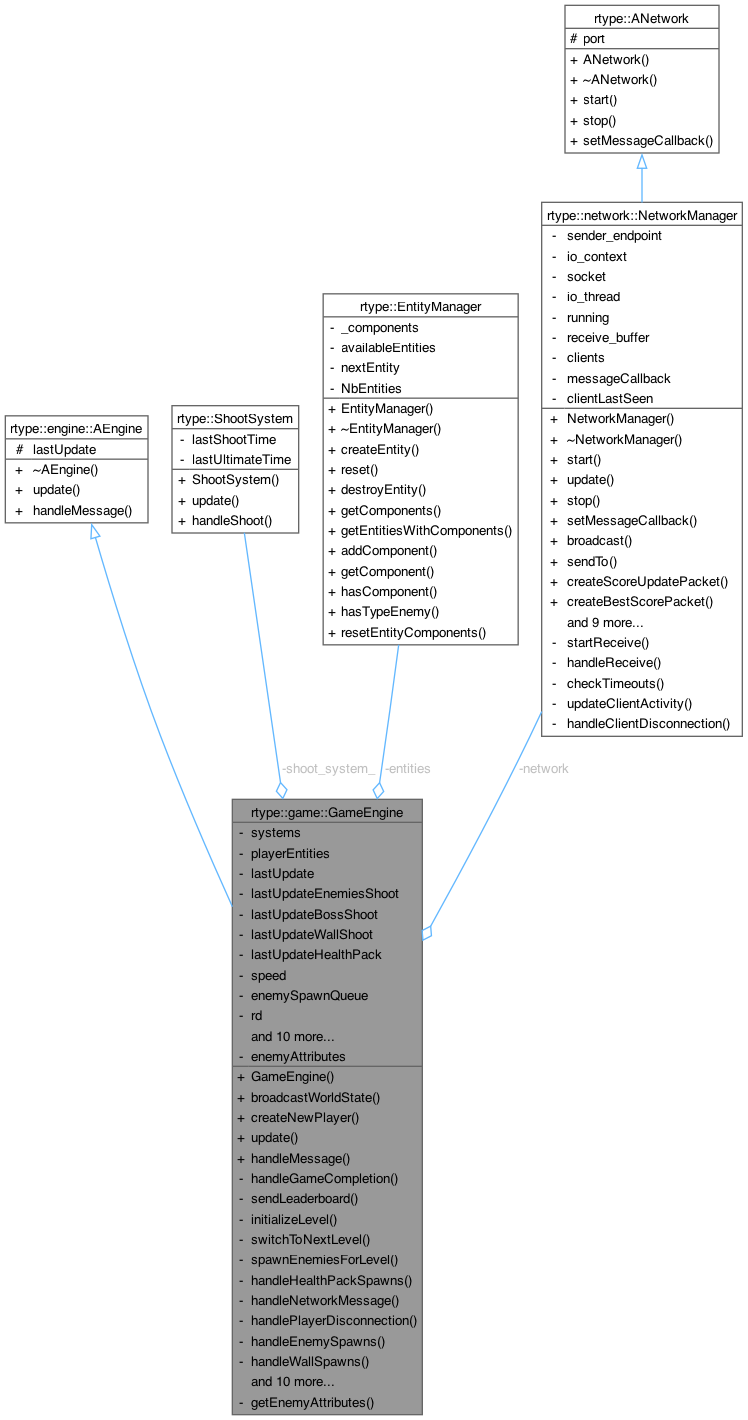 rtype::ANetwork
# port
+ ANetwork()
+ ~ANetwork()
+ start()
+ stop()
+ setMessageCallback()
rtype::network::NetworkManager
- sender_endpoint
- io_context
- socket
- io_thread
- running
- receive_buffer
- clients
- messageCallback
- clientLastSeen
+ NetworkManager()
+ ~NetworkManager()
+ start()
+ update()
+ stop()
+ setMessageCallback()
+ broadcast()
+ sendTo()
+ createScoreUpdatePacket()
+ createBestScorePacket()
and 9 more...
- startReceive()
- handleReceive()
- checkTimeouts()
- updateClientActivity()
- handleClientDisconnection()
rtype::EntityManager
- _components
- availableEntities
- nextEntity
- NbEntities
+ EntityManager()
+ ~EntityManager()
+ createEntity()
+ reset()
+ destroyEntity()
+ getComponents()
+ getEntitiesWithComponents()
+ addComponent()
+ getComponent()
+ hasComponent()
+ hasTypeEnemy()
+ resetEntityComponents()
rtype::ShootSystem
- lastShootTime
- lastUltimateTime
+ ShootSystem()
+ update()
+ handleShoot()
rtype::engine::AEngine
# lastUpdate
+ ~AEngine()
+ update()
+ handleMessage()
-shoot_system_
-entities
-network
rtype::game::GameEngine
- systems
- playerEntities
- lastUpdate
- lastUpdateEnemiesShoot
- lastUpdateBossShoot
- lastUpdateWallShoot
- lastUpdateHealthPack
- speed
- enemySpawnQueue
- rd
and 10 more...
- enemyAttributes
+ GameEngine()
+ broadcastWorldState()
+ createNewPlayer()
+ update()
+ handleMessage()
- handleGameCompletion()
- sendLeaderboard()
- initializeLevel()
- switchToNextLevel()
- spawnEnemiesForLevel()
- handleHealthPackSpawns()
- handleNetworkMessage()
- handlePlayerDisconnection()
- handleEnemySpawns()
- handleWallSpawns()
and 10 more...
- getEnemyAttributes()